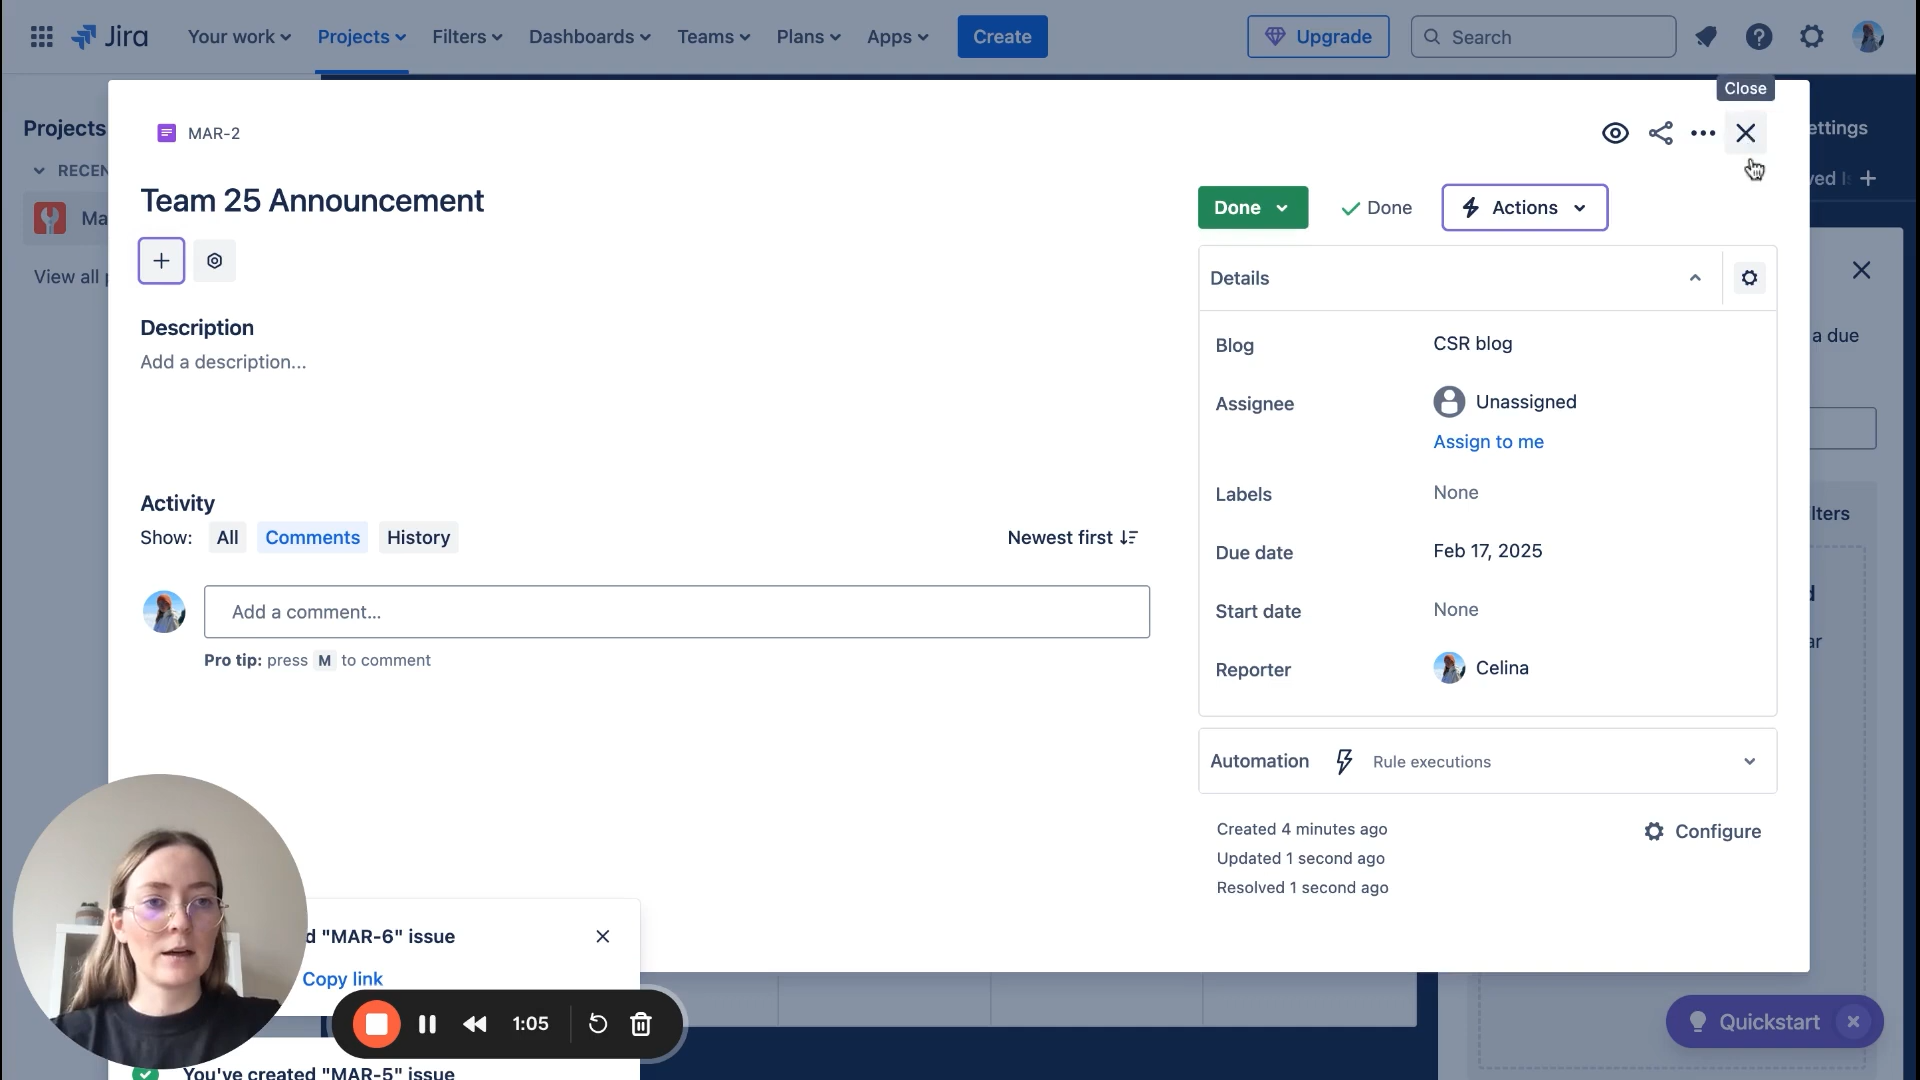 Jira
Your work
Projects
Filters
Dashboards
Teams
Plans
Apps
Create
Upgrade
Search
Close
Projects
ettings
MAR-2
RECEN
ved I
Team 25 Announcement
Done
Done
Actions
Ma
View all
Details
Description
Add a description...
a due
Blog
CSR blog
Assignee
Unassigned
Assign to me
Labels
None
Activity
lters
Show:
All
Comments
History
Newest first
Due date
Feb 17, 2025
Add a comment...
Start date
None
Pro tip: press M to comment
Reporter
Celina
Automation
Rule executions
Created 4 minutes ago
Configure
Updated 1 second ago
Resolved 1 second ago
d "MAR-6" issue
Copy link
1:05
Quickstart
You've created "MAR-5" issue